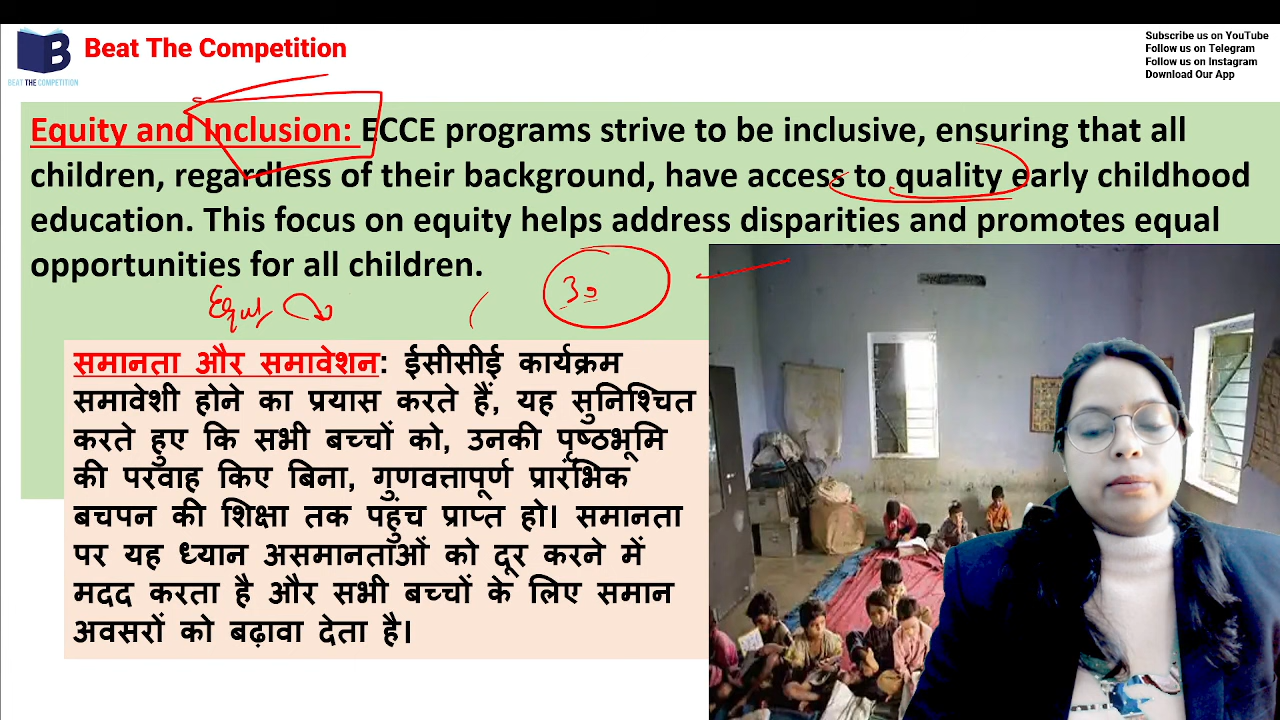 Beat The Competition
BEAT THE COMPETITION
Subscribe us on YouTube
Follow us on Telegram
Follow us on Instagram
Download Our App
Equity and Inclusion: ECCE programs strive to be inclusive, ensuring that all
children, regardless of their background, have access to quality early childhood
education. This focus on equity helps address disparities and promotes equal
opportunities for all children.
30
समानता और समावेशन: ईसीसीई कार्यक्रम
समावेशी होने का प्रयास करते हैं, यह सुनिश्चित
करते हुए कि सभी बच्चों को, उनकी पृष्ठभूमि
की परवाह किए बिना, गुणवत्तापूर्ण प्रारंभिक
बचपन की शिक्षा तक पहुंच प्राप्त हो। समानता
पर यह ध्यान असमानताओं को दूर करने में
मदद करता है और सभी बच्चों के लिए समान
अवसरों को बढ़ावा देता है।